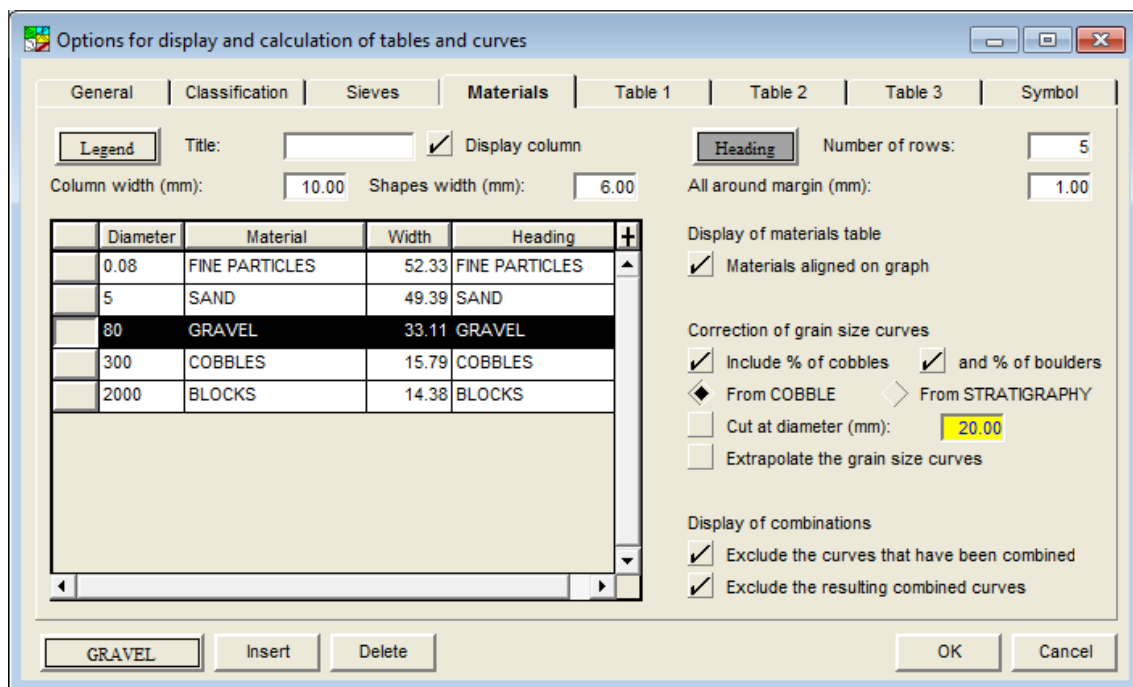 Options for display and calculation of tables and curves
General Classification Sieves Materials Table 1 Table 2 Table 3 Symbol
Legend Title: Display column Heading Number of rows: 5
Column width (mm): 10.00 Shapes width (mm): 6.00 All around margin (mm): 1.00
Diameter Material Width Heading
0.08 FINE PARTICLES 52.33 FINE PARTICLES
5 SAND 49.39 SAND
80 GRAVEL 33.11 GRAVEL
300 COBBLES 15.79 COBBLES
2000 BLOCKS 14.38 BLOCKS
Display of materials table
Materials aligned on graph
Correction of grain size curves
Include % of cobbles and % of boulders
From COBBLE From STRATIGRAPHY
Cut at diameter (mm): 20.00
Extrapolate the grain size curves
Display of combinations
Exclude the curves that have been combined
Exclude the resulting combined curves
GRAVEL Insert Delete OK Cancel